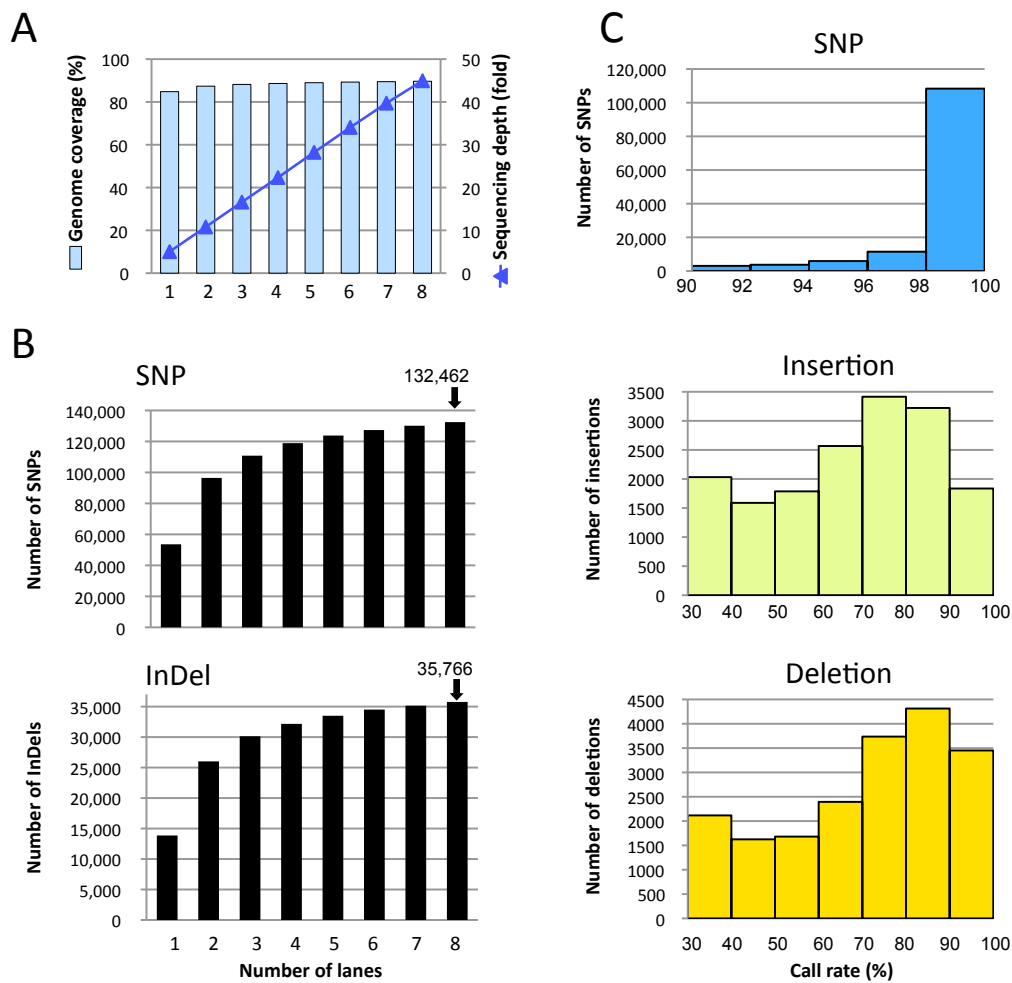 A
Genome coverage (%)
100
80
60
40
20
0
50
40
30
20
10
0
Sequencing depth (fold)
1 2 3 4 5 6 7 8
B
SNP
132,462
Number of SNPs
140,000
120,000
100,000
80,000
60,000
40,000
20,000
0
InDel
35,766
Number of InDels
35,000
30,000
25,000
20,000
15,000
10,000
5,000
0
1 2 3 4 5 6 7 8
Number of lanes
C
SNP
Number of SNPs
120,000
100,000
80,000
60,000
40,000
20,000
0
90 92 94 96 98 100
Insertion
Number of insertions
3500
3000
2500
2000
1500
1000
500
0
30 40 50 60 70 80 90 100
Deletion
Number of deletions
4500
4000
3500
3000
2500
2000
1500
1000
500
0
30 40 50 60 70 80 90 100
Call rate (%)